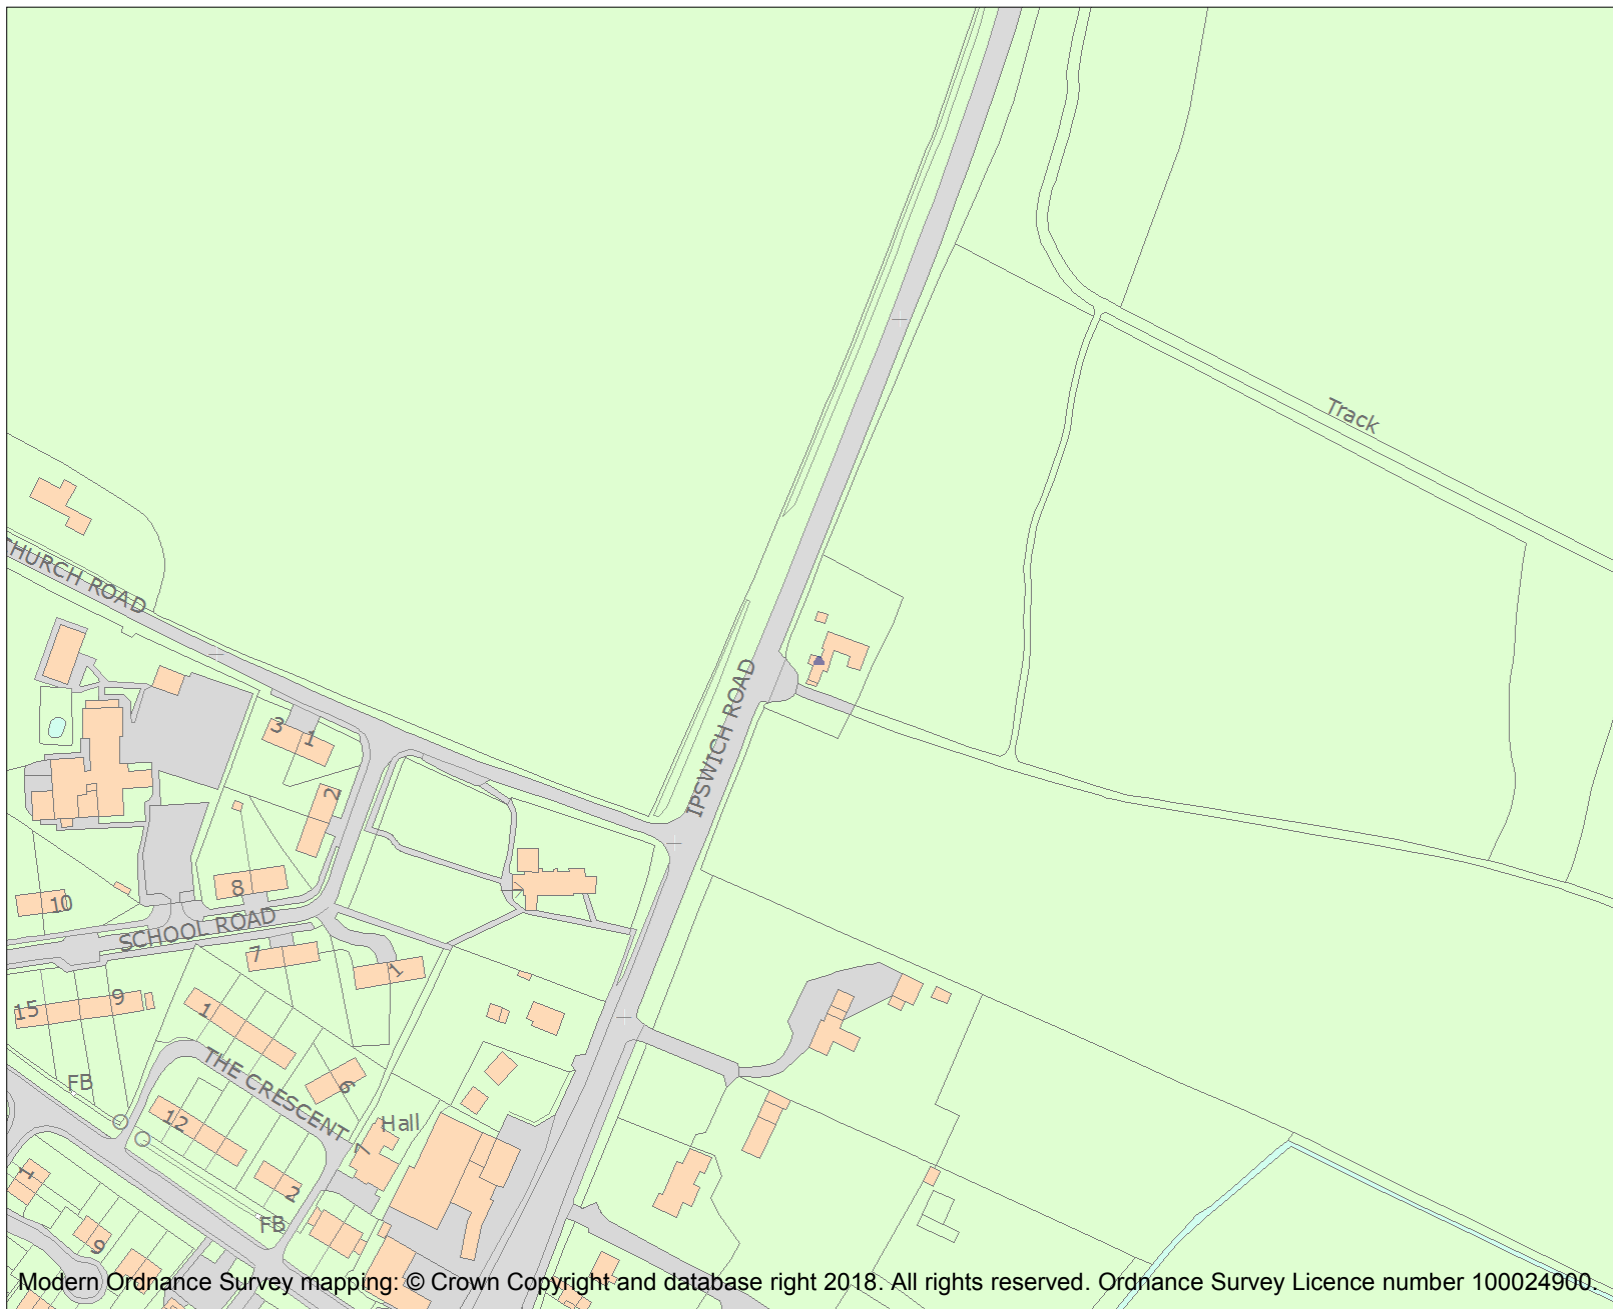 Track
CHURCH ROAD
IPSWICH ROAD
3
1
2
8
10
SCHOOL ROAD
7
1
15
9
1
THE CRESCENT
6
FB
12
Hall
7
1
2
FB
9
Modern Ordnance Survey mapping: © Crown Copyright and database right 2018. All rights reserved. Ordnance Survey Licence number 100024900.